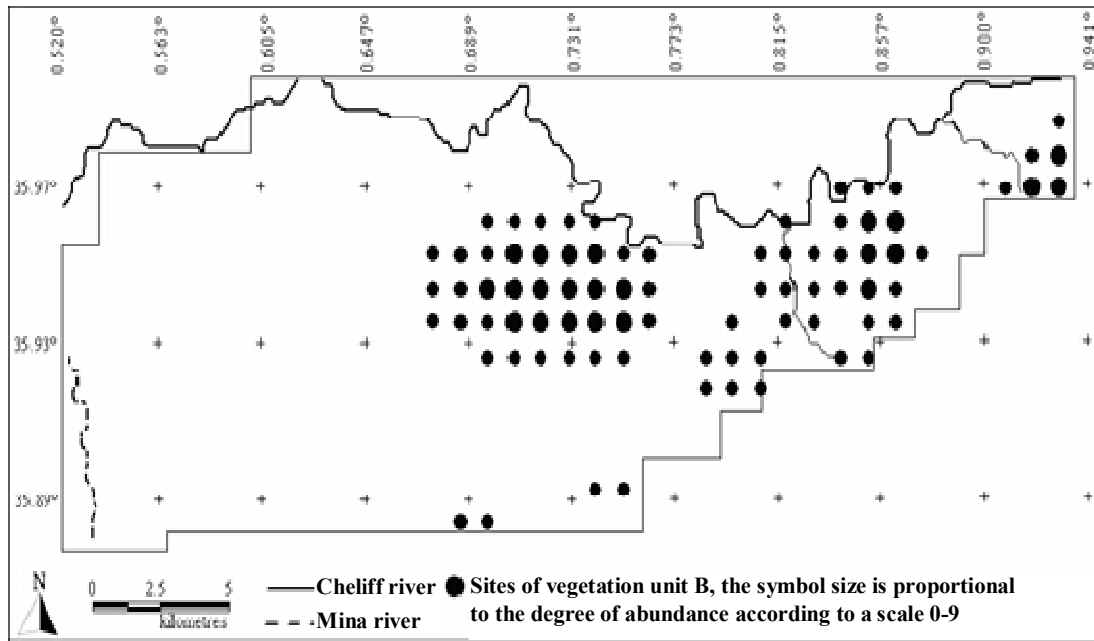 0.520° 0.563° 0.605° 0.647° 0.689° 0.731° 0.773° 0.815° 0.857° 0.900° 0.941°
35.97°
35.93°
35.89°
N
0 2.5 5
kilometres
Cheliff river
Mina river
Sites of vegetation unit B, the symbol size is proportional
to the degree of abundance according to a scale 0-9